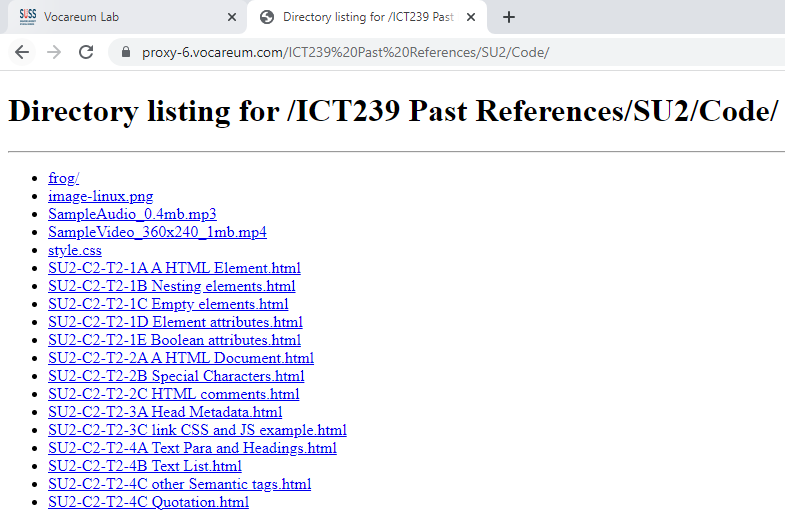 SUSS
Vocareum Lab
Directory listing for /ICT239 Past
proxy-6.vocareum.com/ICT239%20Past%20References/SU2/Code/
Directory listing for /ICT239 Past References/SU2/Code/
frog/
image-linux.png
SampleAudio_0.4mb.mp3
SampleVideo_360x240_1mb.mp4
style.css
SU2-C2-T2-1A A HTML Element.html
SU2-C2-T2-1B Nesting elements.html
SU2-C2-T2-1C Empty elements.html
SU2-C2-T2-1D Element attributes.html
SU2-C2-T2-1E Boolean attributes.html
SU2-C2-T2-2A A HTML Document.html
SU2-C2-T2-2B Special Characters.html
SU2-C2-T2-2C HTML comments.html
SU2-C2-T2-3A Head Metadata.html
SU2-C2-T2-3C link CSS and JS example.html
SU2-C2-T2-4A Text Para and Headings.html
SU2-C2-T2-4B Text List.html
SU2-C2-T2-4C other Semantic tags.html
SU2-C2-T2-4C Quotation.html